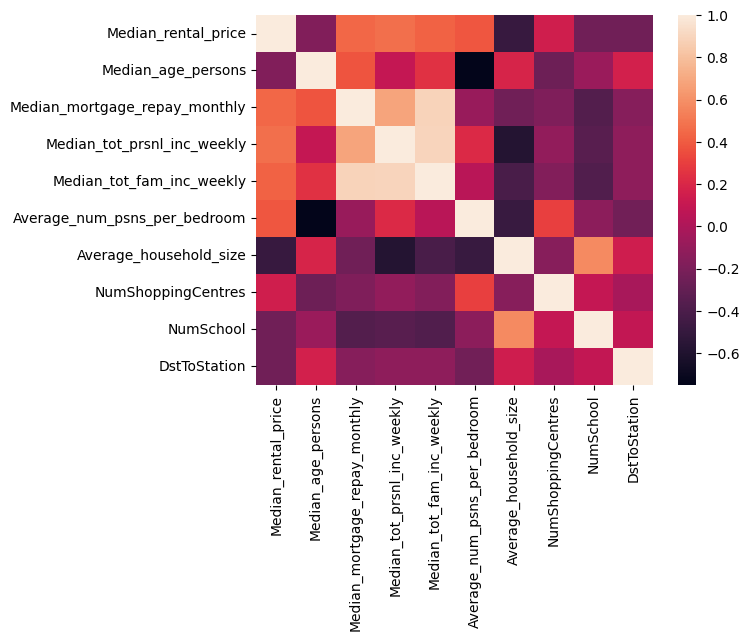 Median_rental_price
Median_age_persons
Median_mortgage_repay_monthly
Median_tot_prsnl_inc_weekly
Median_tot_fam_inc_weekly
Average_num_psns_per_bedroom
Average_household_size
NumShoppingCentres
NumSchool
DstToStation
Median_rental_price
Median_age_persons
Median_mortgage_repay_monthly
Median_tot_prsnl_inc_weekly
Median_tot_fam_inc_weekly
Average_num_psns_per_bedroom
Average_household_size
NumShoppingCentres
NumSchool
DstToStation
1.0
0.8
0.6
0.4
0.2
0.0
−0.2
−0.4
−0.6